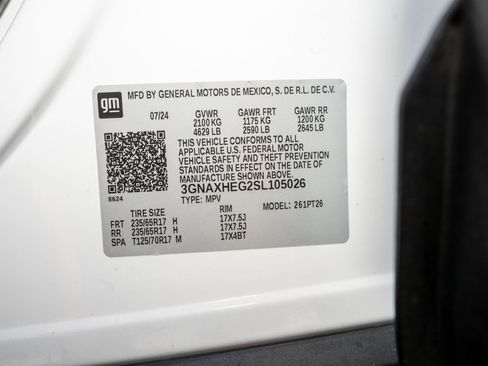 gm
MFD BY GENERAL MOTORS DE MEXICO, S. DE R.L. DE C.V.
07/24 GVWR GAWR FRT GAWR RR
2100 KG 1175 KG 1200 KG
4629 LB 2590 LB 2645 LB
THIS VEHICLE CONFORMS TO ALL
APPLICABLE U.S. FEDERAL MOTOR
VEHICLE SAFETY AND THEFT PREVENTION
STANDARDS IN EFFECT ON THE DATE OF
MANUFACTURE SHOWN ABOVE.
3GNAXHEG2SL105026
8624 TYPE: MPV MODEL: 261PT26
TIRE SIZE RIM
FRT 235/65R17 H 17X7.5J
RR 235/65R17 H 17X7.5J
SPA T125/70R17 M 17X4BT